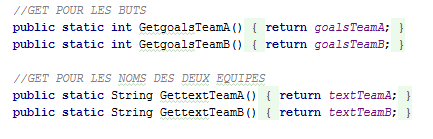 //GET POUR LES BUTS
public static int GetgoalsTeamA() { return goalsTeamA; }
public static int GetgoalsTeamB() { return goalsTeamB; }
//GET POUR LES NOMS DES DEUX EQUIPES
public static String GettextTeamA() { return textTeamA; }
public static String GettextTeamB() { return textTeamB; }